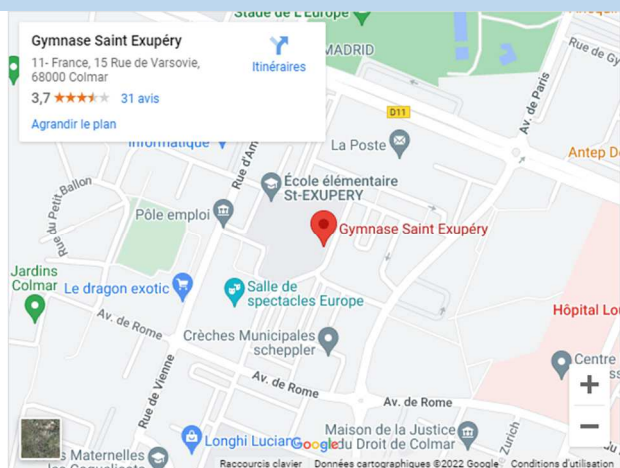 Stade de L'Europe
Gymnase Saint Exupéry
11- France, 15 Rue de Varsovie,
68000 Colmar
3,7
31 avis
Agrandir le plan
Itinéraires
MADRID
Rue de Gy
D11
Av. de Paris
La Poste
Informatique
Rue d'Am
Antep D
École élémentaire
St-EXUPERY
Rue du Petit Ballon
Pôle emploi
Gymnase Saint Exupéry
Jardins
Colmar
Le dragon exotic
Salle de
spectacles Europe
Hôpital Lou
Av. de Rome
Crèches Municipales
scheppler
Centre
Rue de Vienne
Av. de Rome
Av. de Rome
+
−
Maison de la Justice
du Droit de Colmar
Zurich
Longhi Lucian
Google
s Maternelles
Raccourcis clavier
Données cartographiques ©2022 Google
Conditions d'utilisation